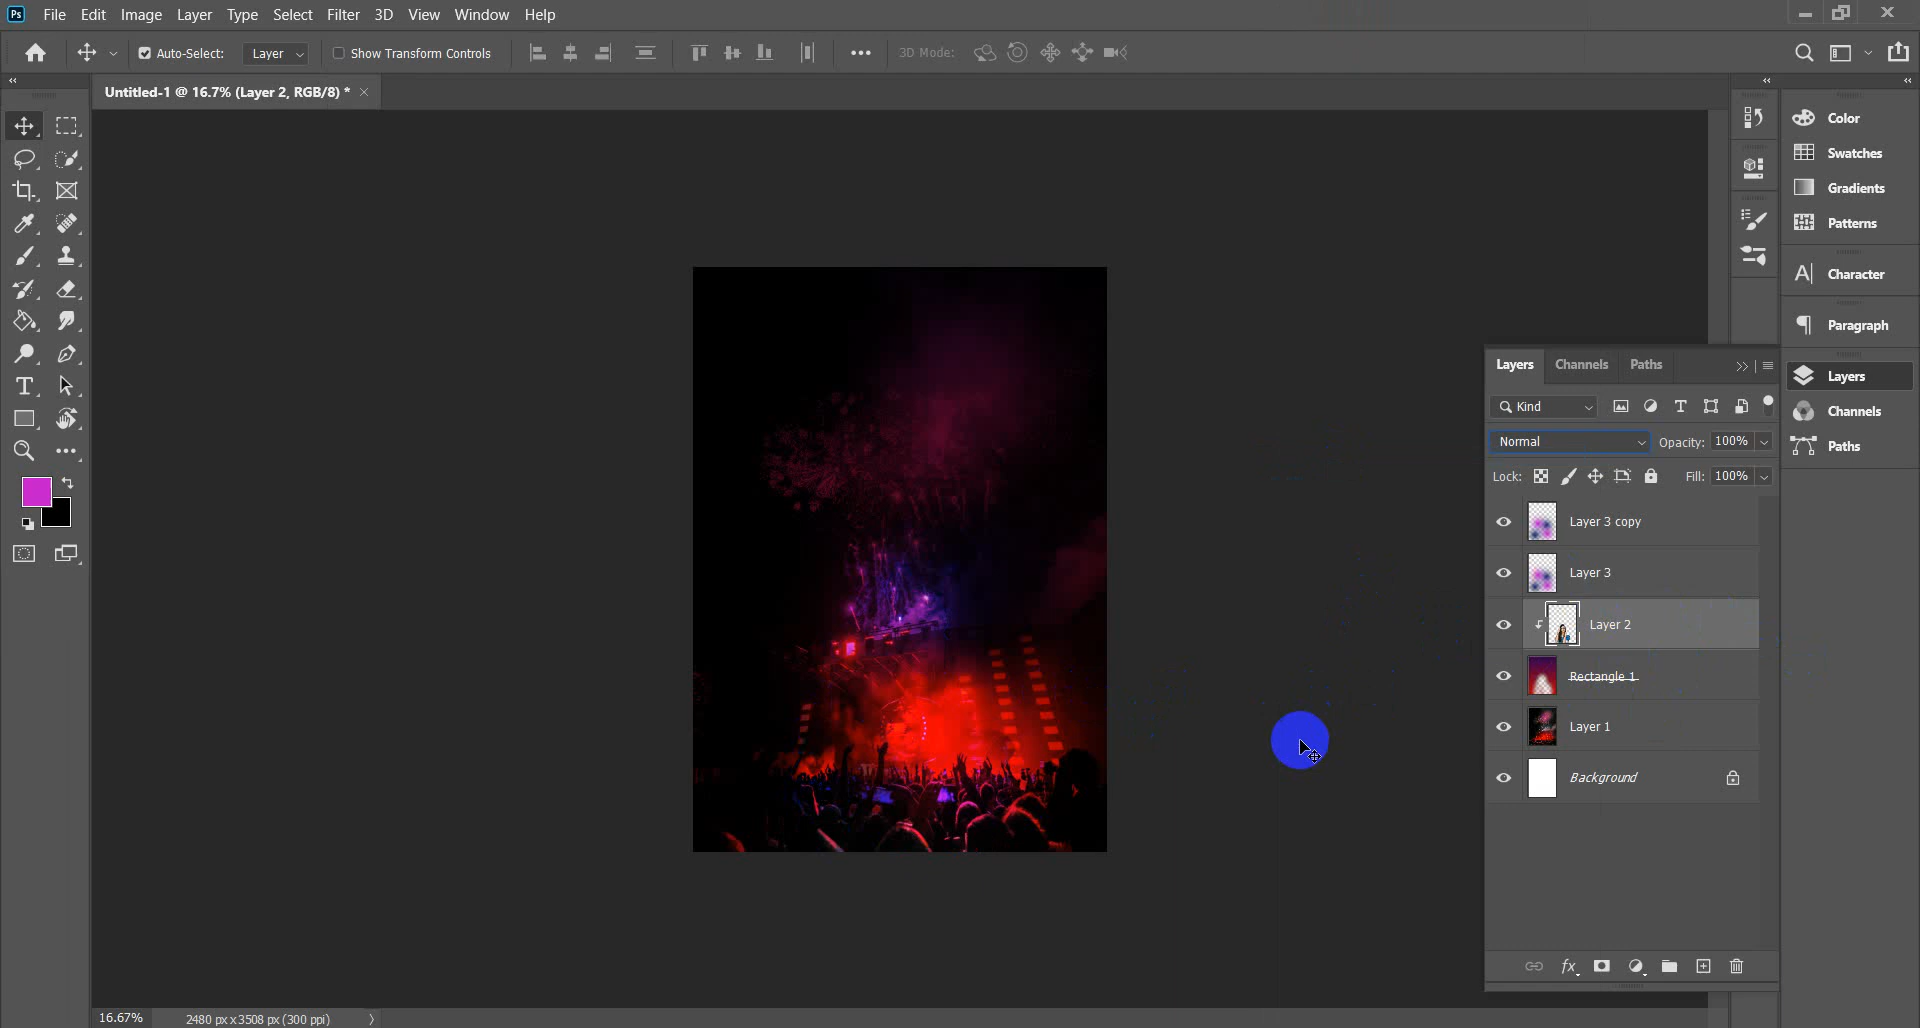 Ps File Edit Image Layer Type Select Filter 3D View Window Help
Auto-Select: Layer Show Transform Controls 3D Mode:
Untitled-1 @ 16.7% (Layer 2, RGB/8) *
Color
Swatches
Gradients
Patterns
Character
Paragraph
Layers
Channels
Paths
Layers Channels Paths
Kind
Normal Opacity: 100%
Lock: Fill: 100%
Layer 3 copy
Layer 3
Layer 2
Rectangle 1
Layer 1
Background
fx
16.67% 2480 px x 3508 px (300 ppi)